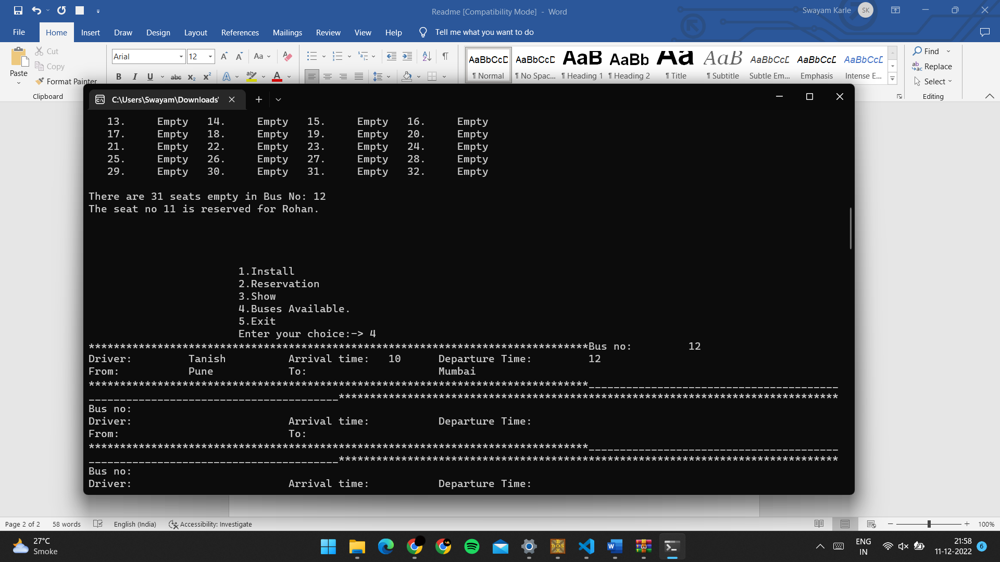 Readme [Compatibility Mode] - Word
Swayam Karle
SK
File Home Insert Draw Design Layout References Mailings Review View Help Tell me what you want to do
Paste
Cut
Copy
Format Painter
Clipboard
Arial 12
AaBbCcD AaBbCcD AaB AaBb Aa AaB AaBbCcD AaBbCcD AaBbCcD
¶ Normal ¶ No Spac... ¶ Heading 1 ¶ Heading 2 ¶ Title ¶ Subtitle Subtle Em... Emphasis Intense E...
Find
Replace
Select
Editing
C:\Users\Swayam\Downloads\
13. Empty 14. Empty 15. Empty 16. Empty
17. Empty 18. Empty 19. Empty 20. Empty
21. Empty 22. Empty 23. Empty 24. Empty
25. Empty 26. Empty 27. Empty 28. Empty
29. Empty 30. Empty 31. Empty 32. Empty
There are 31 seats empty in Bus No: 12
The seat no 11 is reserved for Rohan.
1.Install
2.Reservation
3.Show
4.Buses Available.
5.Exit
Enter your choice:-> 4
********************************************************************************Bus no: 12
Driver: Tanish Arrival time: 10 Departure Time: 12
From: Pune To: Mumbai
********************************************************************************________________________________________
________________________________________********************************************************************************
Bus no:
Driver: Arrival time: Departure Time:
From: To:
********************************************************************************________________________________________
________________________________________********************************************************************************
Bus no:
Driver: Arrival time: Departure Time:
Page 2 of 2 58 words English (India) Accessibility: Investigate 100%
27°C
Smoke
ENG
IN
21:58
11-12-2022
6